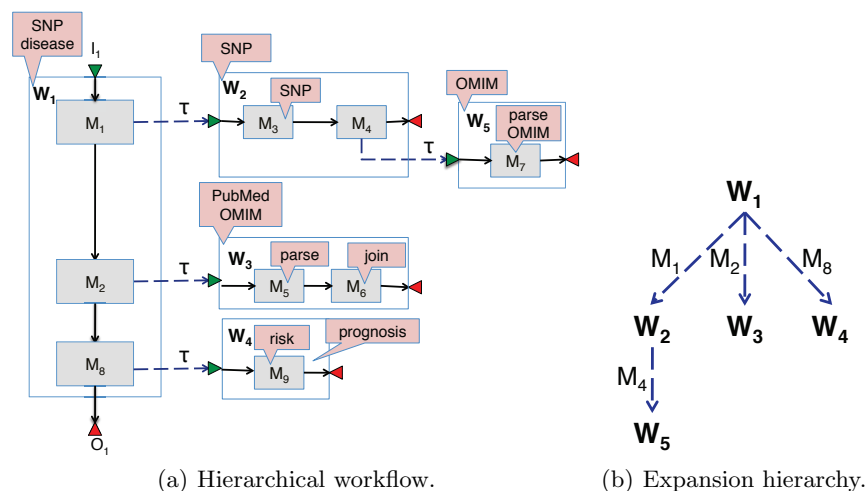 SNP
disease
I1
W1
M1
τ
SNP
W2
SNP
M3
M4
τ
OMIM
W5
parse
OMIM
M7
PubMed
OMIM
W3
parse
join
M2
τ
M5
M6
W4
risk
prognosis
M8
τ
M9
O1
W1
M1
M2
M8
W2
W3
W4
M4
W5
(a) Hierarchical workflow.
(b) Expansion hierarchy.